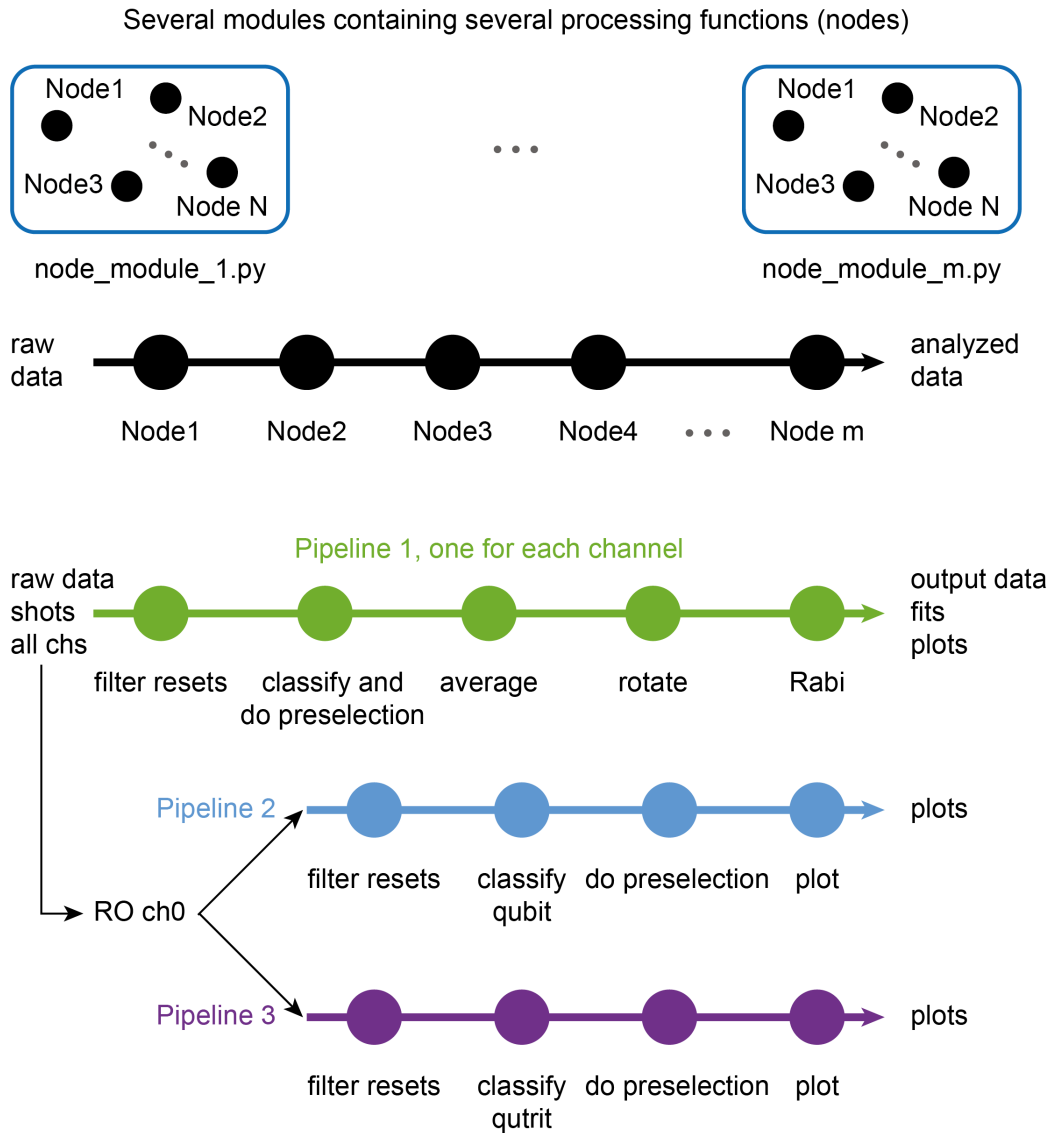 Several modules containing several processing functions (nodes)
Node1
Node2
Node3
Node N
node_module_1.py
Node1
Node2
Node3
Node N
node_module_m.py
raw
data
Node1
Node2
Node3
Node4
Node m
analyzed
data
Pipeline 1, one for each channel
raw data
shots
all chs
filter resets
classify and
do preselection
average
rotate
Rabi
output data
fits
plots
Pipeline 2
filter resets
classify
qubit
do preselection
plot
plots
RO ch0
Pipeline 3
filter resets
classify
qutrit
do preselection
plot
plots